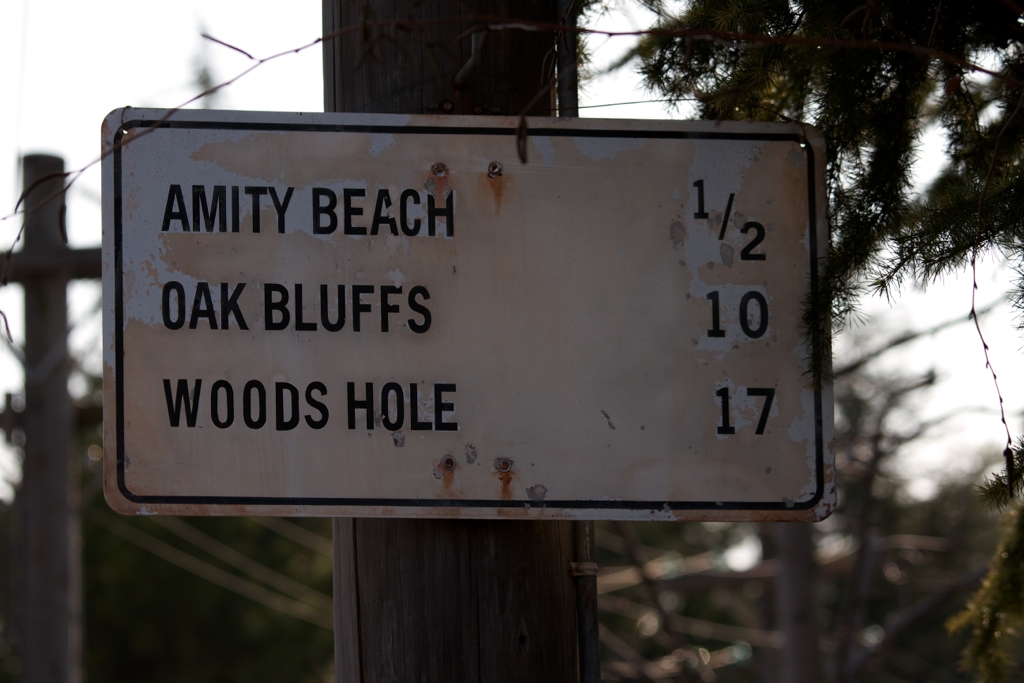 AMITY BEACH 1/2
OAK BLUFFS 10
WOODS HOLE 17